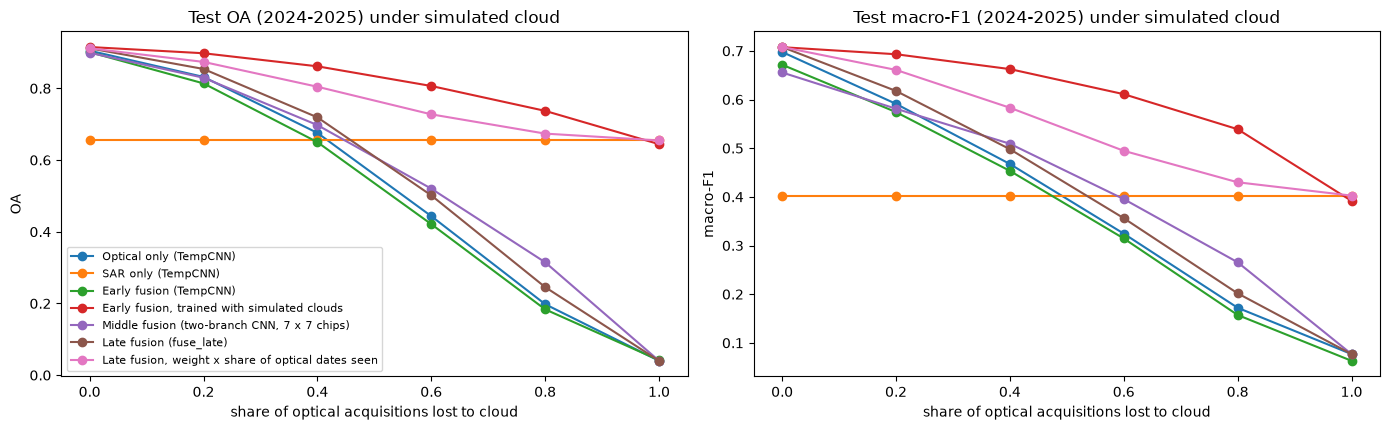 Test OA (2024-2025) under simulated cloud
OA
0.8
0.6
0.4
0.2
0.0
Optical only (TempCNN)
SAR only (TempCNN)
Early fusion (TempCNN)
Early fusion, trained with simulated clouds
Middle fusion (two-branch CNN, 7 x 7 chips)
Late fusion (fuse_late)
Late fusion, weight x share of optical dates seen
0.0 0.2 0.4 0.6 0.8 1.0
share of optical acquisitions lost to cloud
Test macro-F1 (2024-2025) under simulated cloud
macro-F1
0.7
0.6
0.5
0.4
0.3
0.2
0.1
0.0 0.2 0.4 0.6 0.8 1.0
share of optical acquisitions lost to cloud